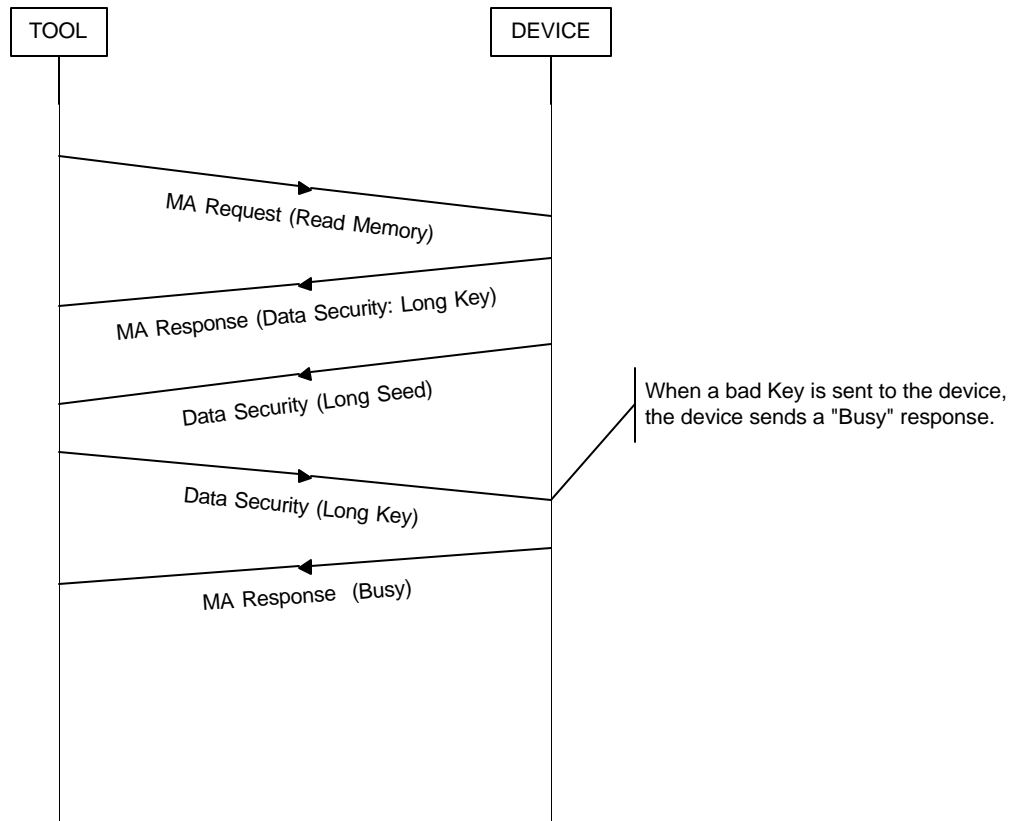 TOOL
DEVICE
MA Request (Read Memory)
MA Response (Data Security: Long Key)
Data Security (Long Seed)
When a bad Key is sent to the device,
the device sends a "Busy" response.
Data Security (Long Key)
MA Response (Busy)